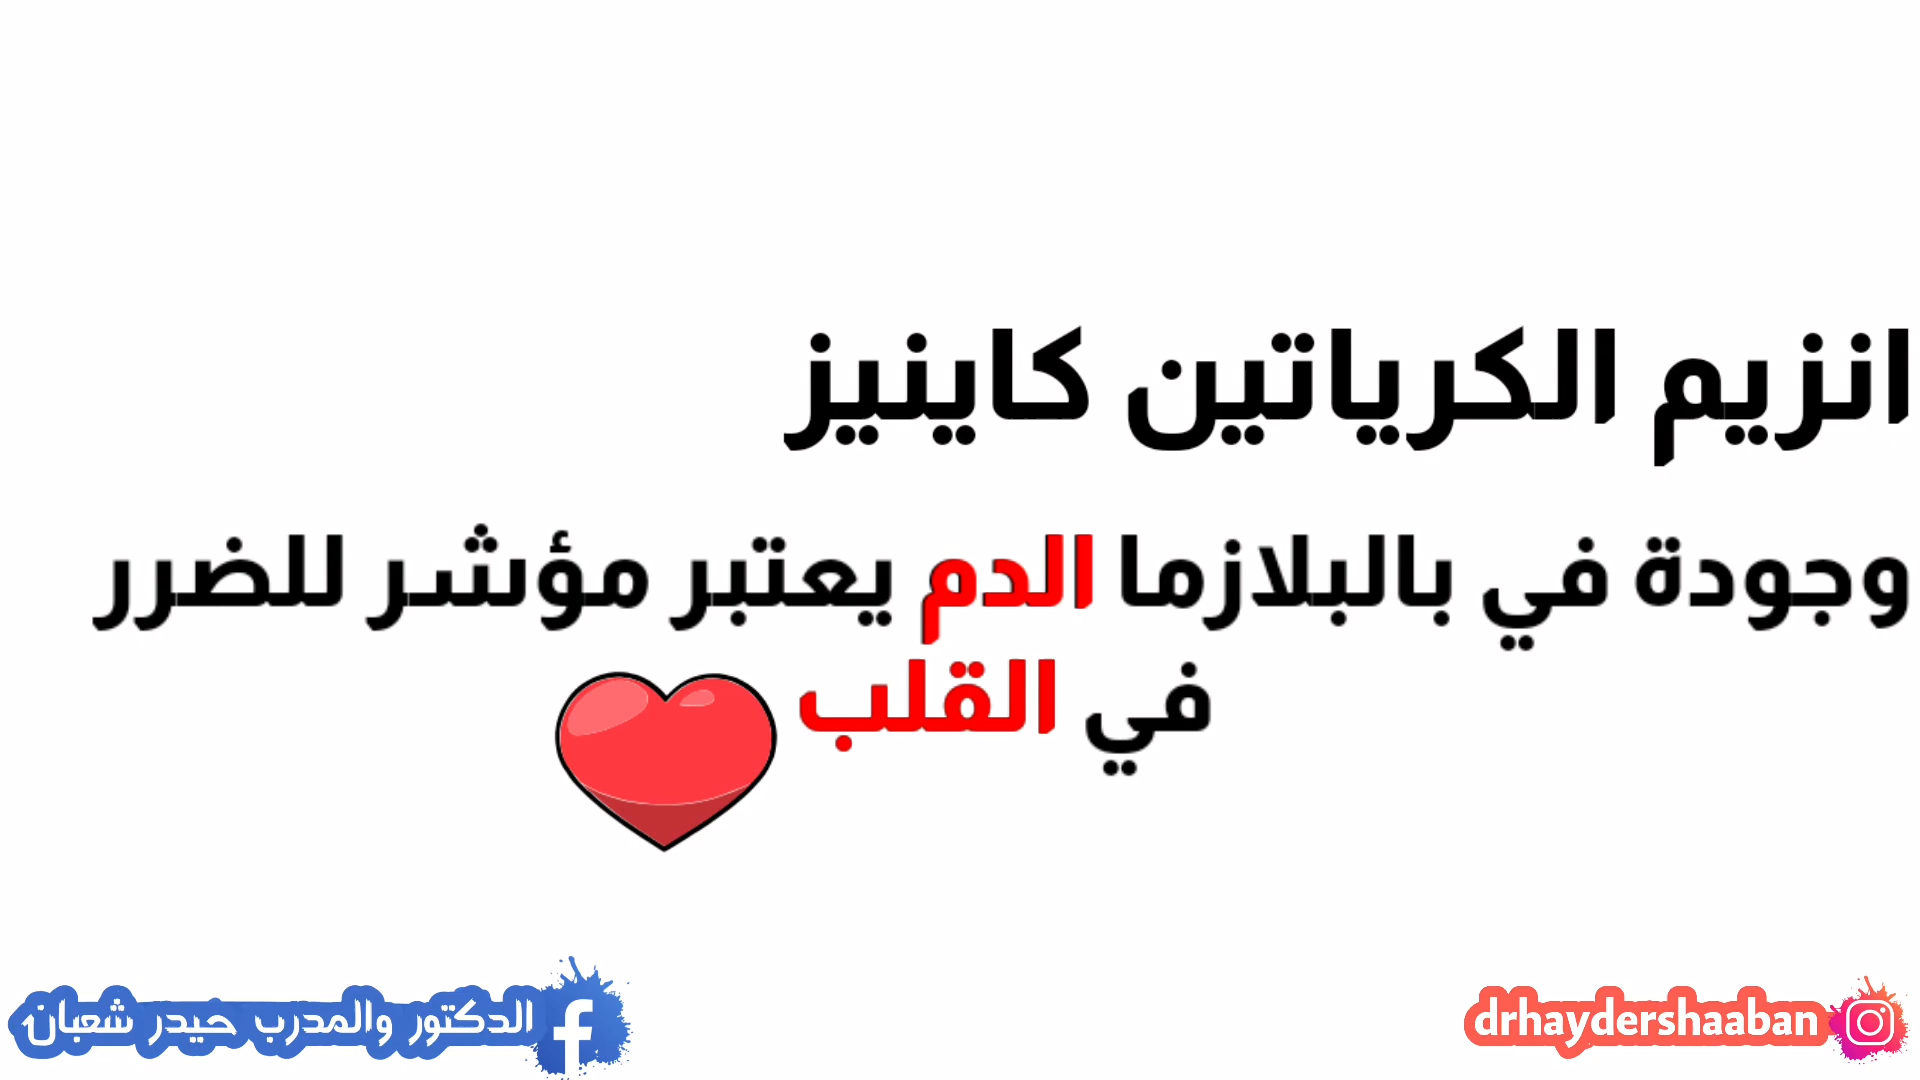 انزيم الكرياتين كاينيز
وجودة في بالبلازما الدم يعتبر مؤشر للضرر
في القلب
الدكتور والمدرب حيدر شعبان
drhaydershaaban